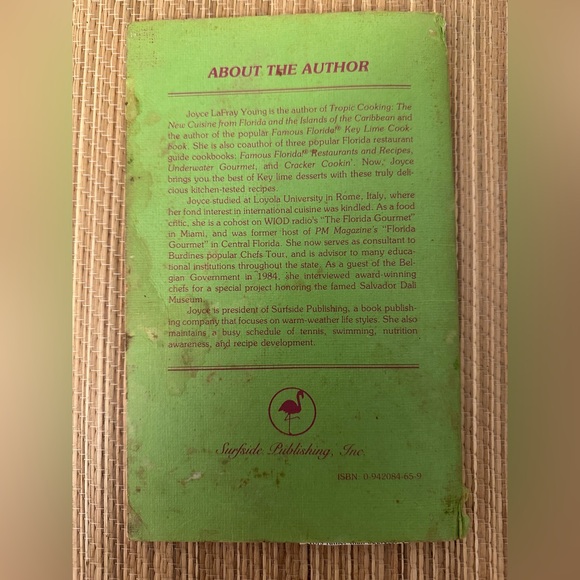 ABOUT THE AUTHOR
Joyce LaFray Young is the author of Tropic Cooking: The
New Cuisine from Florida and the Islands of the Caribbean and
the author of the popular Famous Florida!® Key Lime Cook-
book. She is also coauthor of three popular Florida restaurant
guide cookbooks: Famous Florida!® Restaurants and Recipes,
Underwater Gourmet, and Cracker Cookin'. Now, Joyce
brings you the best of Key lime desserts with these truly deli-
cious kitchen-tested recipes.
Joyce studied at Loyola University in Rome, Italy, where
her fond interest in international cuisine was kindled. As a food
critic, she is a cohost on WIOD radio's "The Florida Gourmet"
in Miami, and was former host of PM Magazine's "Florida
Gourmet" in Central Florida. She now serves as consultant to
Burdines popular Chefs Tour, and is advisor to many educa-
tional institutions throughout the state. As a guest of the Bel-
gian Government in 1984, she interviewed award-winning
chefs for a special project honoring the famed Salvador Dali
Museum.
Joyce is president of Surfside Publishing, a book publish-
ing company that focuses on warm-weather life styles. She also
maintains a busy schedule of tennis, swimming, nutrition
awareness, and recipe development.
Surfside Publishing, Inc.
ISBN: 0-942084-65-9